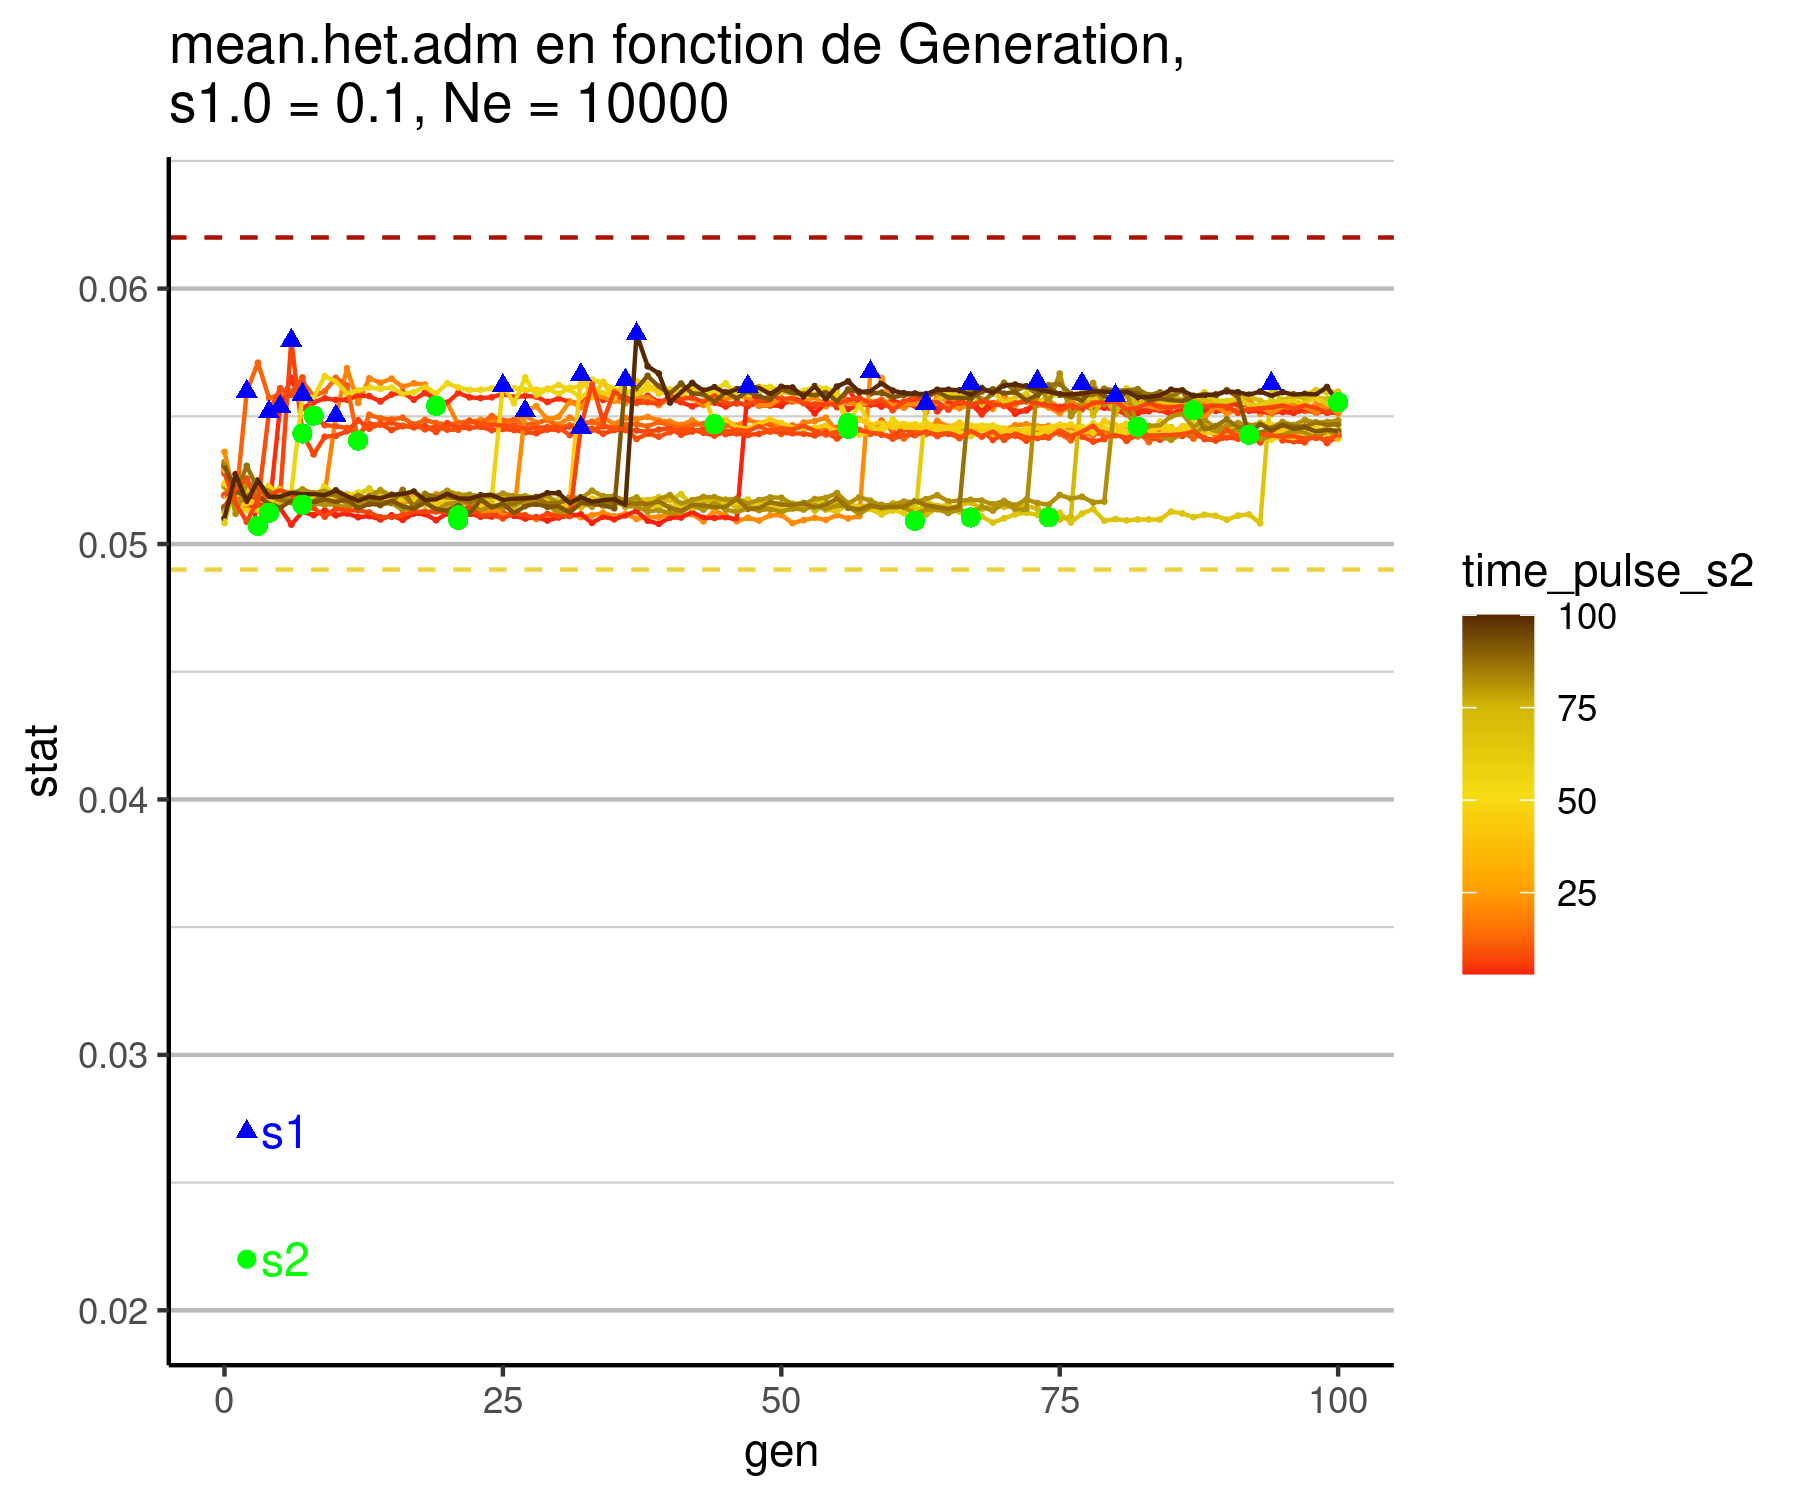 mean.het.adm en fonction de Generation,
s1.0 = 0.1, Ne = 10000
0.06
0.05
0.04
0.03
0.02
stat
s1
s2
0
25
50
75
100
gen
time_pulse_s2
100
75
50
25